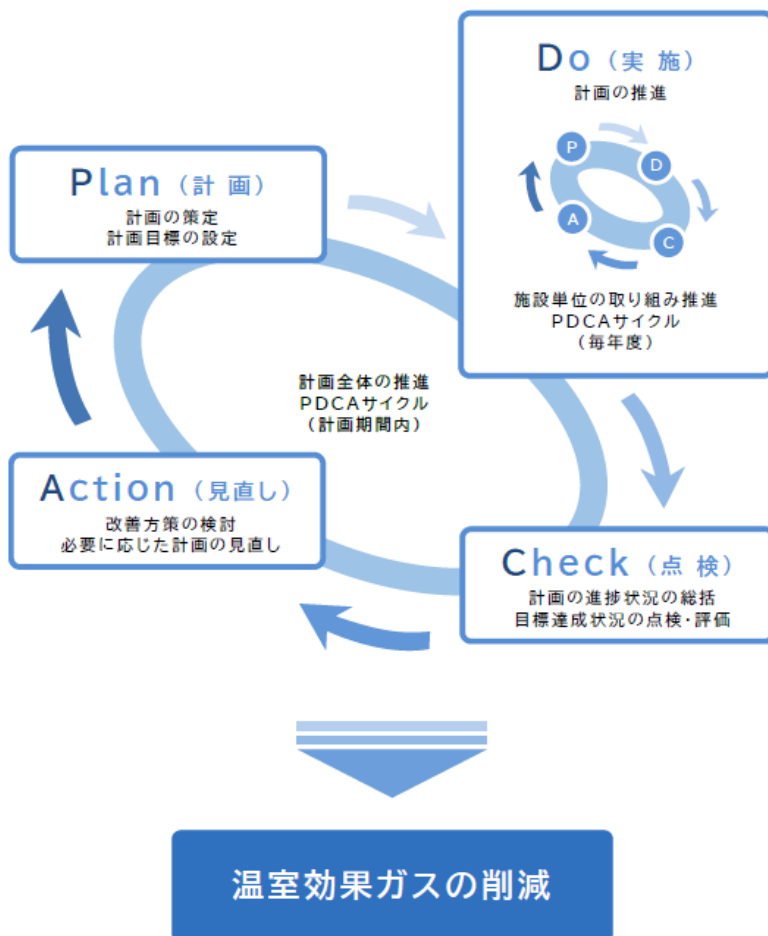 Plan（計 画）
計画の策定
計画目標の設定
Do（実 施）
計画の推進
P
D
A
C
施設単位の取り組み推進
PDCAサイクル
（毎年度）
計画全体の推進
PDCAサイクル
（計画期間内）
Action（見直し）
改善方策の検討
必要に応じた計画の見直し
Check（点 検）
計画の進捗状況の総括
目標達成状況の点検・評価
温室効果ガスの削減